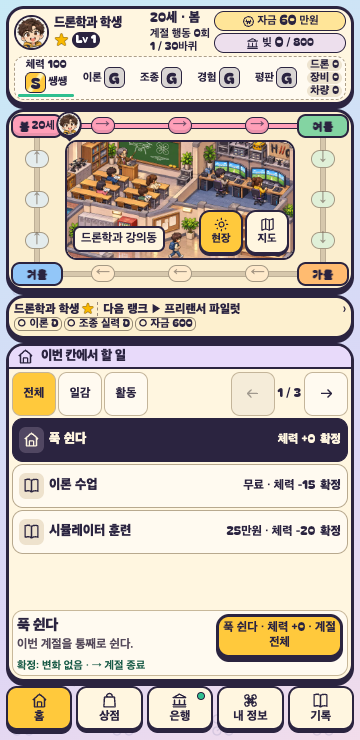 드론학과 학생
Lv 1
20세 · 봄
계절 행동 0회
1 / 30바퀴
자금 60 만원
빚 0 / 800
체력 100
S 쌩쌩
이론 G
조종 G
경험 G
평판 G
드론 0
장비 0
차량 0
봄 20세
여름
드론학과 강의동
현장
지도
겨울
가을
드론학과 학생 다음 랭크 ▶ 프리랜서 파일럿
이론 D
조종 실력 D
자금 600
이번 칸에서 할 일
전체
일감
활동
← 1 / 3 →
푹 쉰다
체력 +0 확정
이론 수업
무료 · 체력 -15 확정
시뮬레이터 훈련
25만원 · 체력 -20 확정
푹 쉰다
이번 계절을 통째로 쉰다.
확정: 변화 없음 · → 계절 종료
푹 쉰다 · 체력 +0 · 계절
전체
홈
상점
은행
내 정보
기록